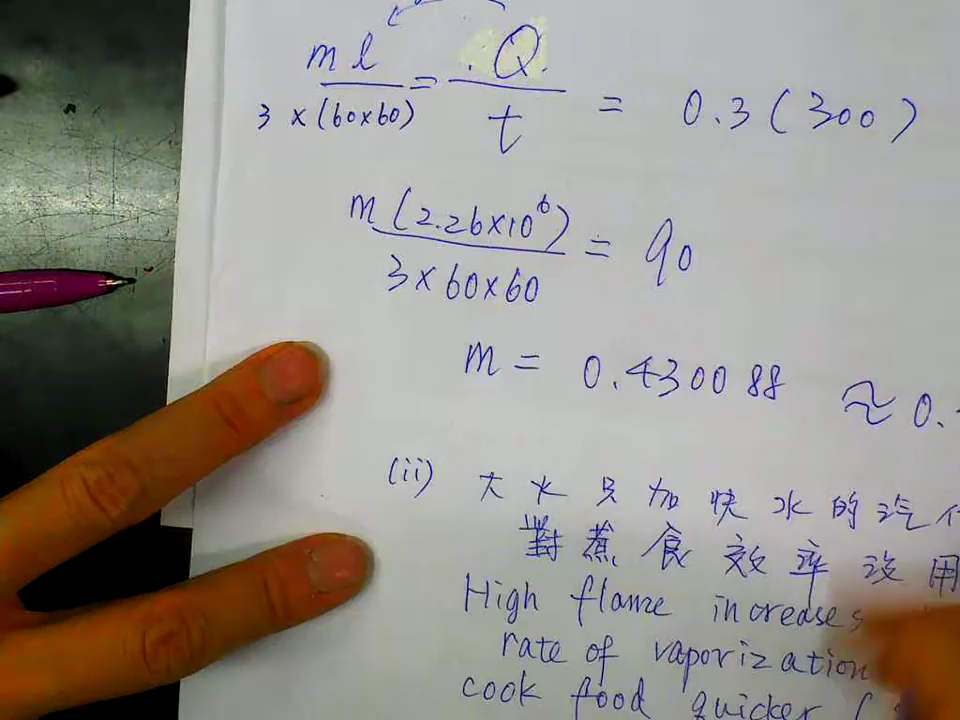 ml / 3 × (60×60) = Q / t = 0.3 (300)
m (2.26×10⁶) / 3×60×60 = 90
m = 0.430088 ≈ 0.
(ii) 大火只加快水的汽
對煮食效率沒用
High flame increases
rate of vaporization
cook food quicker (